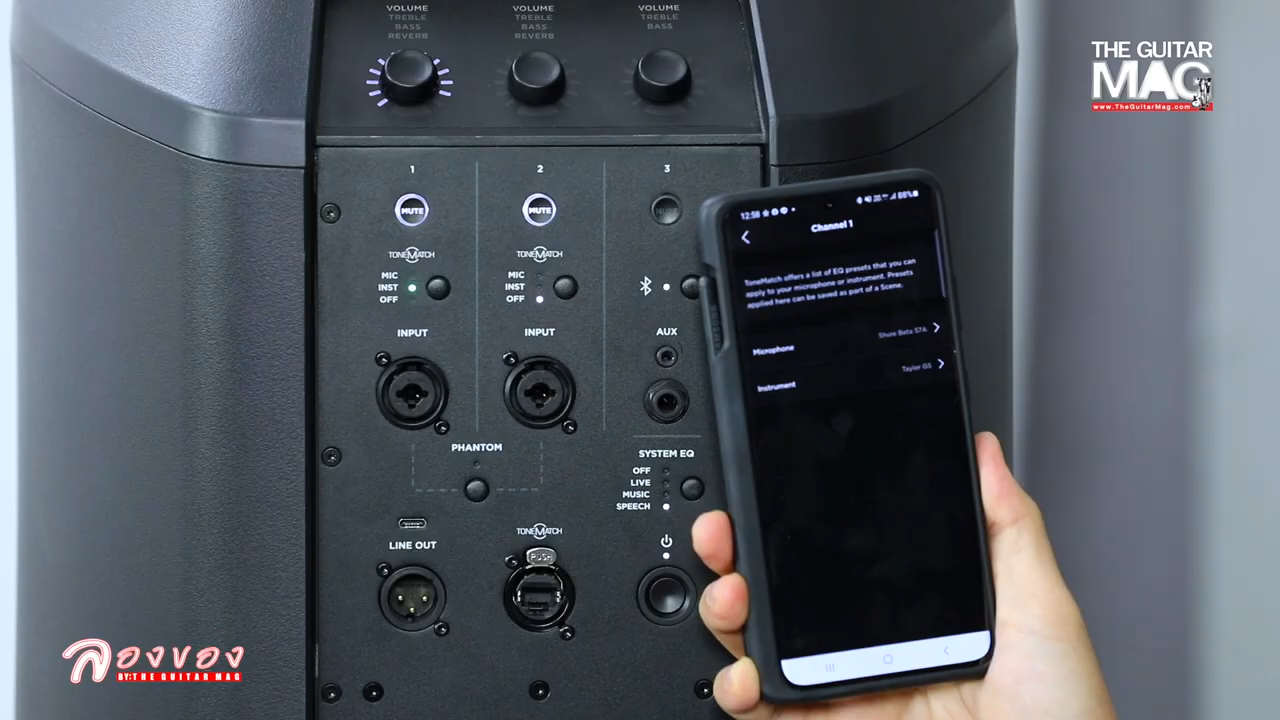 VOLUME VOLUME VOLUME
TREBLE TREBLE TREBLE
BASS BASS BASS
REVERB REVERB
THE GUITAR
MAG
www.TheGuitarMag.com
1 2 3
MUTE MUTE
TONEMATCH TONEMATCH
MIC MIC
INST INST
OFF OFF
INPUT INPUT AUX
PHANTOM
SYSTEM EQ
OFF
LIVE
MUSIC
SPEECH
LINE OUT
TONEMATCH
PUSH
12:58 88%
Channel 1
ToneMatch offers a list of EQ presets that you can
apply to your microphone or instrument. Presets
applied here can be saved as part of a Scene.
Microphone Shure Beta 57A
Instrument Taylor GS
ลองของ
BY:THE GUITAR MAG